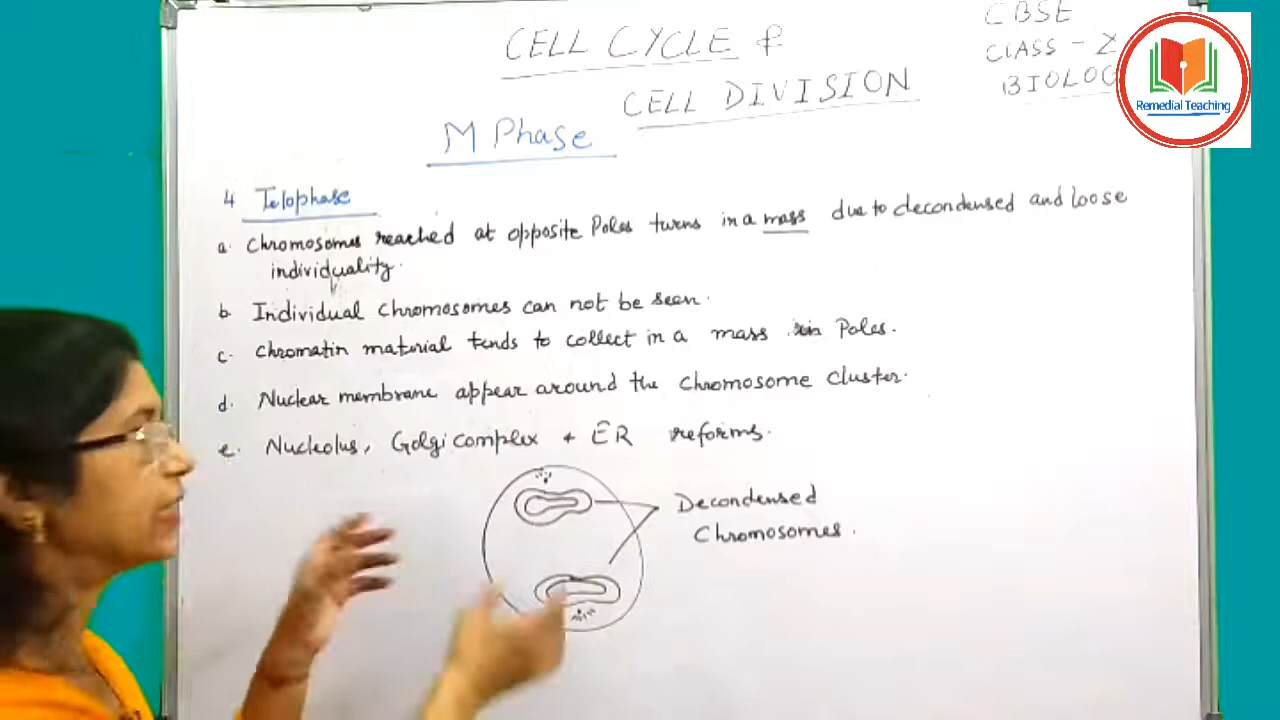 CELL CYCLE &
CELL DIVISION
CBSE
CLASS - X
BIOLOG
Remedial Teaching
M Phase
4 Telophase
a. Chromosomes reached at opposite Poles turns in a mass due to decondensed and loose
individuality.
b. Individual chromosomes can not be seen.
c. Chromatin material tends to collect in a mass in Poles.
d. Nuclear membrane appear around the chromosome cluster.
e. Nucleolus, Golgi complex + ER reforms.
Decondensed
Chromosomes.